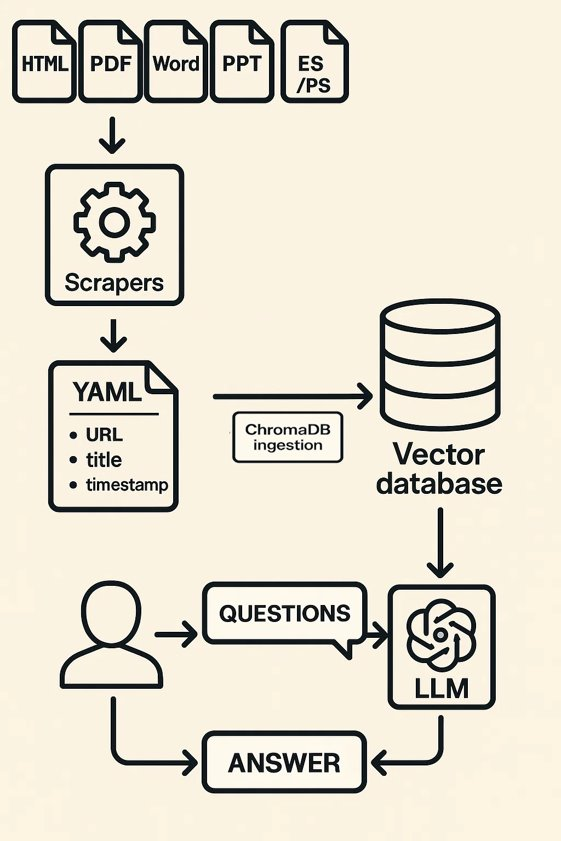 HTML
PDF
Word
PPT
ES
/PS
Scrapers
YAML
• URL
• title
• timestamp
ChromaDB
ingestion
Vector
database
QUESTIONS
LLM
ANSWER